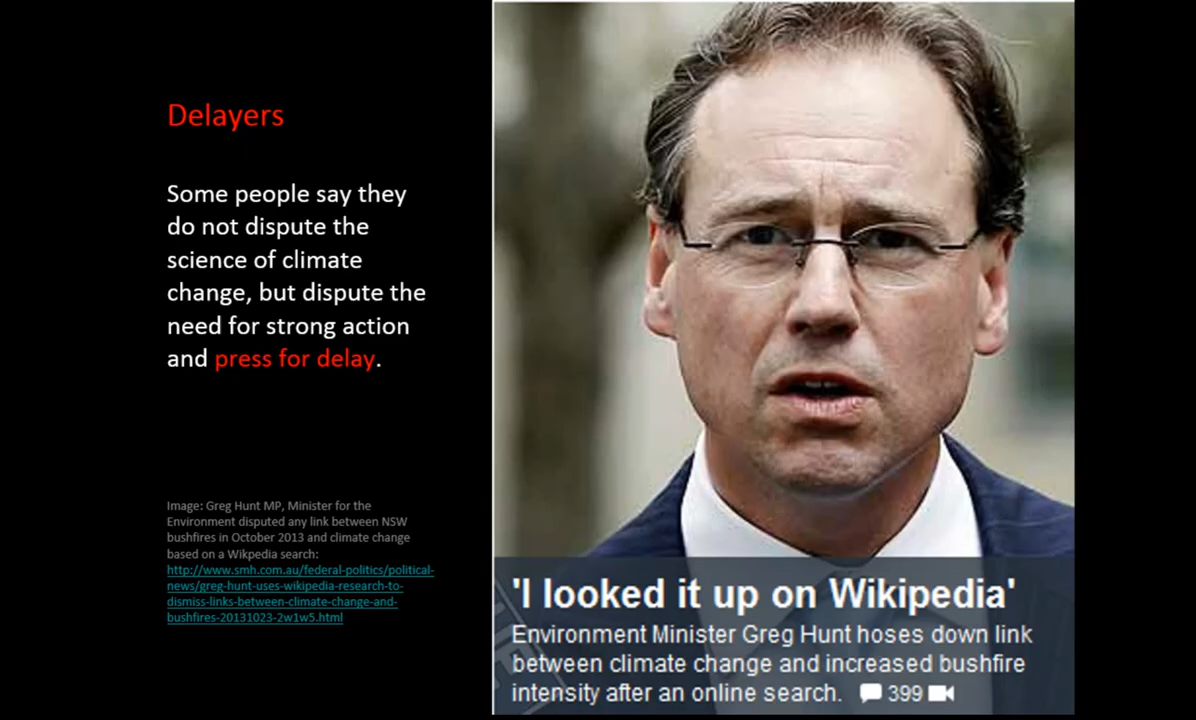 Delayers
Some people say they
do not dispute the
science of climate
change, but dispute the
need for strong action
and press for delay.
Image: Greg Hunt MP, Minister for the
Environment disputed any link between NSW
bushfires in October 2013 and climate change
based on a Wikpedia search:
http://www.smh.com.au/federal-politics/political-
news/greg-hunt-uses-wikipedia-research-to-
dismiss-links-between-climate-change-and-
bushfires-20131023-2w1w5.html
'I looked it up on Wikipedia'
Environment Minister Greg Hunt hoses down link
between climate change and increased bushfire
intensity after an online search. 399